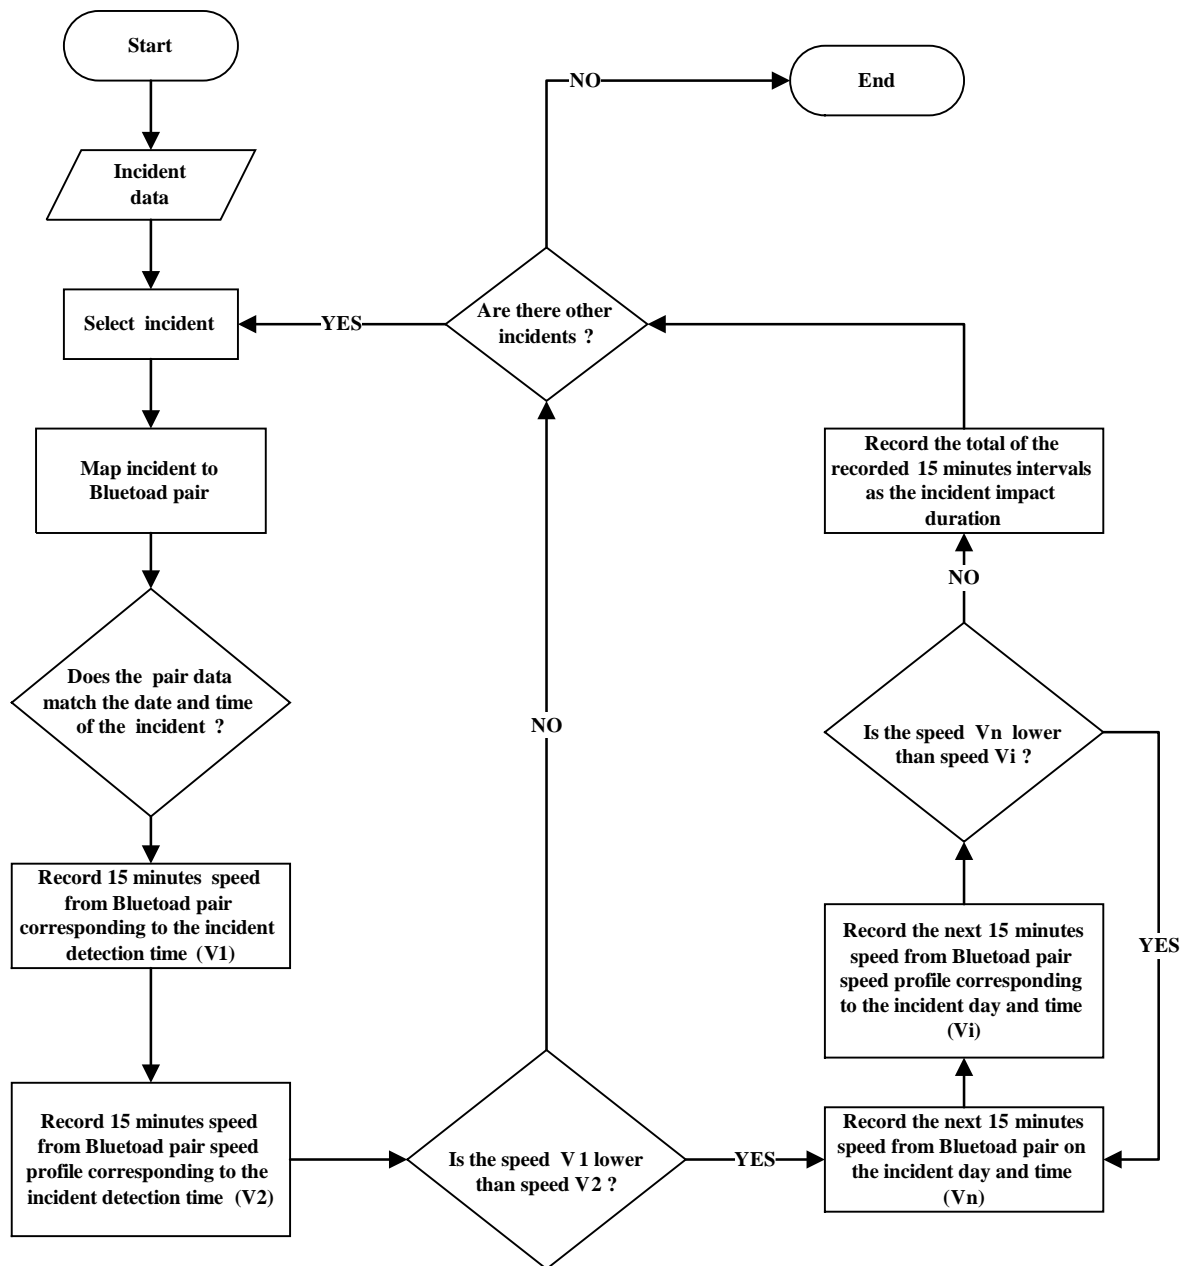 Start
Incident
data
Select incident
Map incident to
Bluetoad pair
Does the pair data
match the date and time
of the incident ?
Record 15 minutes speed
from Bluetoad pair
corresponding to the incident
detection time (V1)
Record 15 minutes speed
from Bluetoad pair speed
profile corresponding to the
incident detection time (V2)
Is the speed V1 lower
than speed V2 ?
NO
YES
Are there other
incidents ?
YES
NO
End
Record the next 15 minutes
speed from Bluetoad pair on
the incident day and time
(Vn)
Record the next 15 minutes
speed from Bluetoad pair
speed profile corresponding
to the incident day and time
(Vi)
Is the speed Vn lower
than speed Vi ?
YES
NO
Record the total of the
recorded 15 minutes intervals
as the incident impact
duration